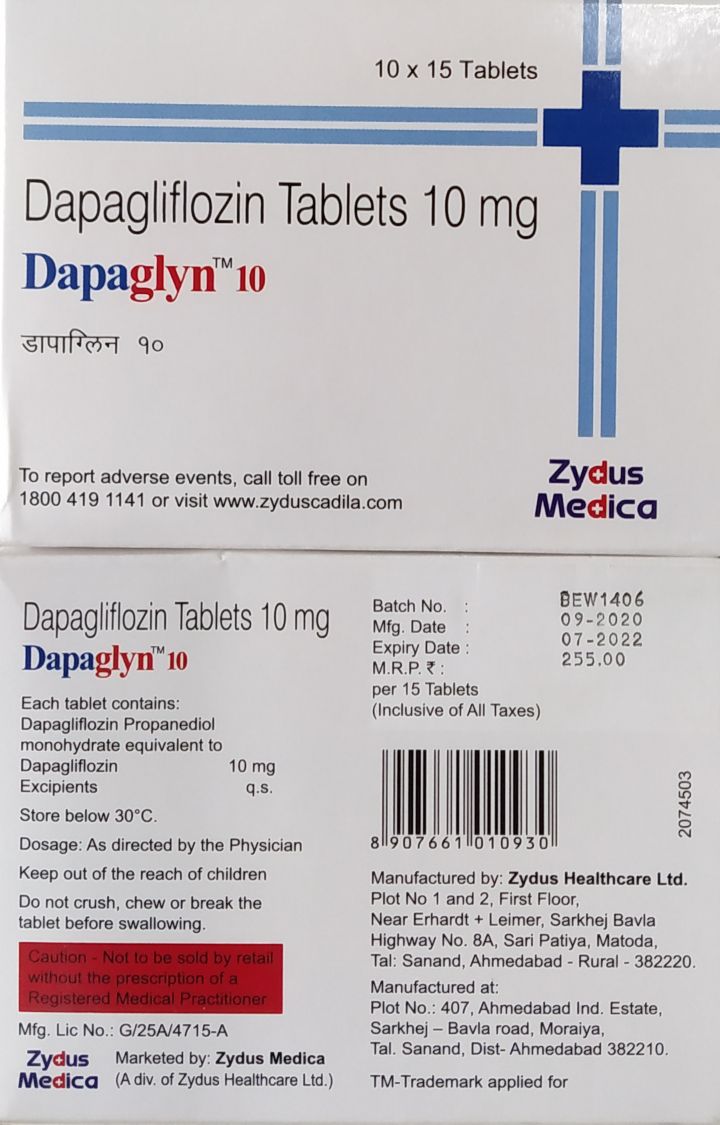 10 x 15 Tablets
Dapagliflozin Tablets 10 mg
Dapaglyn™ 10
डापाग्लिन १०
To report adverse events, call toll free on
1800 419 1141 or visit www.zyduscadila.com
Zydus
Medica
Dapagliflozin Tablets 10 mg
Dapaglyn™ 10
Each tablet contains:
Dapagliflozin Propanediol
monohydrate equivalent to
Dapagliflozin 10 mg
Excipients q.s.
Store below 30°C.
Dosage: As directed by the Physician
Keep out of the reach of children
Do not crush, chew or break the
tablet before swallowing.
Caution - Not to be sold by retail
without the prescription of a
Registered Medical Practitioner
Mfg. Lic No.: G/25A/4715-A
Zydus
Medica
Marketed by: Zydus Medica
(A div. of Zydus Healthcare Ltd.)
Batch No. : BEW1406
Mfg. Date : 09-2020
Expiry Date : 07-2022
M.R.P. ₹ : 255.00
per 15 Tablets
(Inclusive of All Taxes)
8 907661 010930
2074503
Manufactured by: Zydus Healthcare Ltd.
Plot No 1 and 2, First Floor,
Near Erhardt + Leimer, Sarkhej Bavla
Highway No. 8A, Sari Patiya, Matoda,
Tal: Sanand, Ahmedabad - Rural - 382220.
Manufactured at:
Plot No.: 407, Ahmedabad Ind. Estate,
Sarkhej – Bavla road, Moraiya,
Tal. Sanand, Dist- Ahmedabad 382210.
TM-Trademark applied for